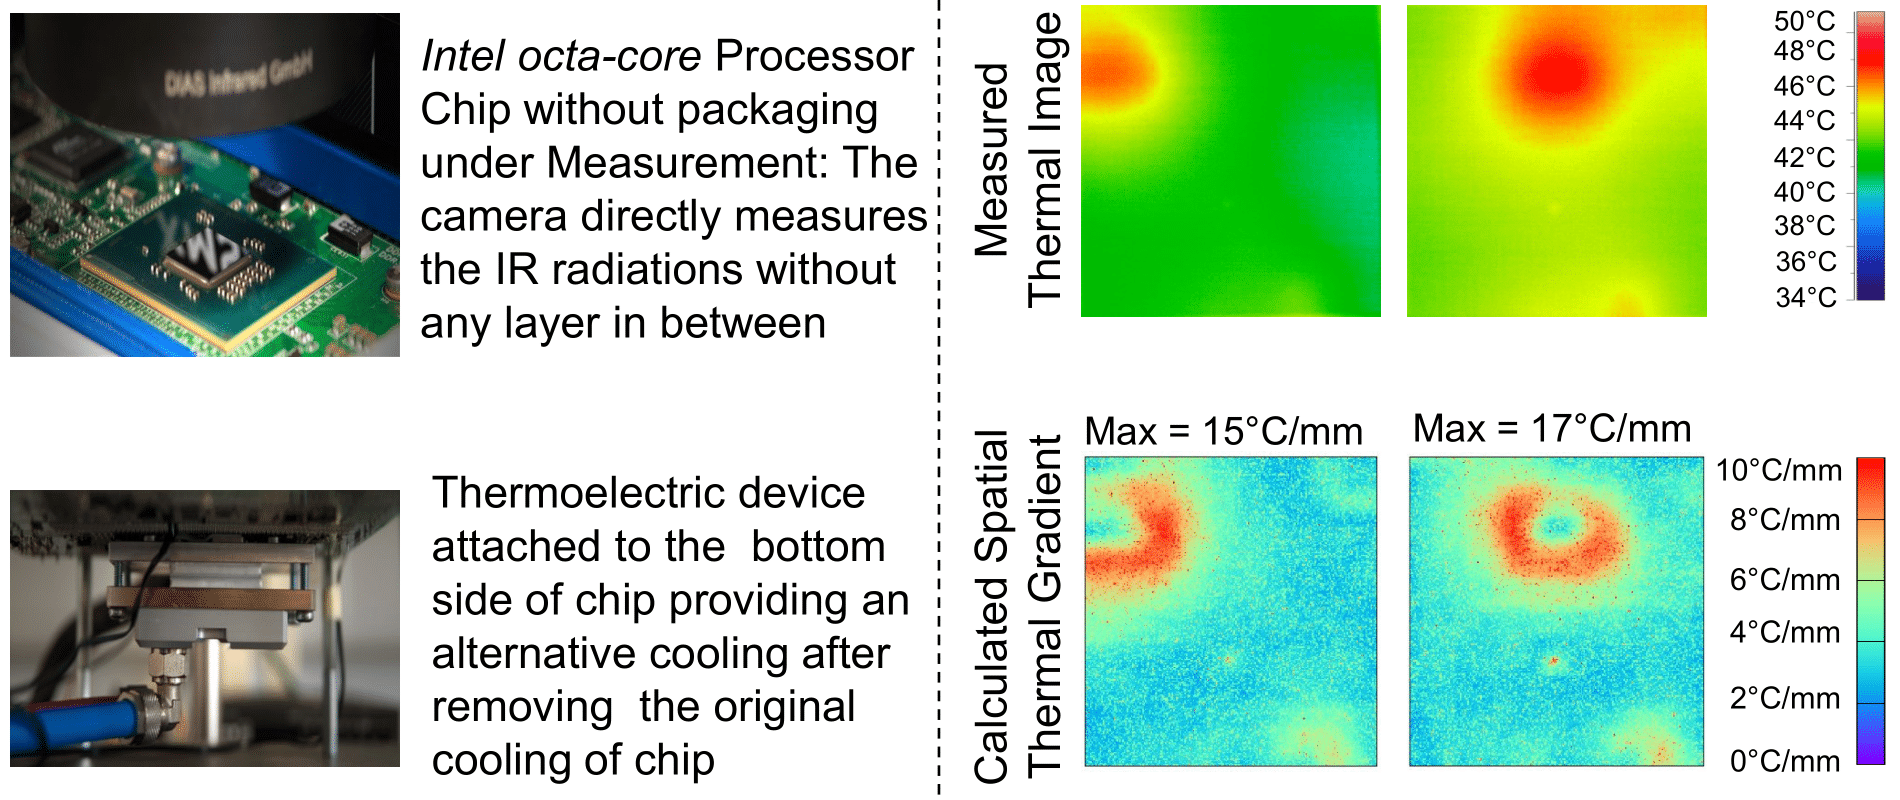 DIAS Infrared GmbH
Intel octa-core Processor
Chip without packaging
under Measurement: The
camera directly measures
the IR radiations without
any layer in between
Thermoelectric device
attached to the  bottom
side of chip providing an
alternative cooling after
removing  the original
cooling of chip
Measured
Thermal Image
50°C
48°C
46°C
44°C
42°C
40°C
38°C
36°C
34°C
Calculated Spatial
Thermal Gradient
Max = 15°C/mm
Max = 17°C/mm
10°C/mm
8°C/mm
6°C/mm
4°C/mm
2°C/mm
0°C/mm